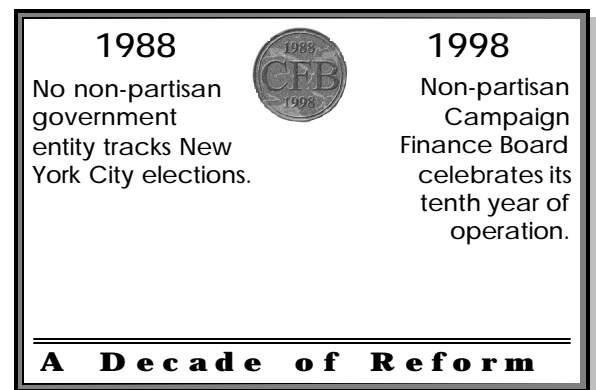 1988
No non-partisan
government
entity tracks New
York City elections.
1988
CFB
1998
1998
Non-partisan
Campaign
Finance Board
celebrates its
tenth year of
operation.
A Decade of Reform